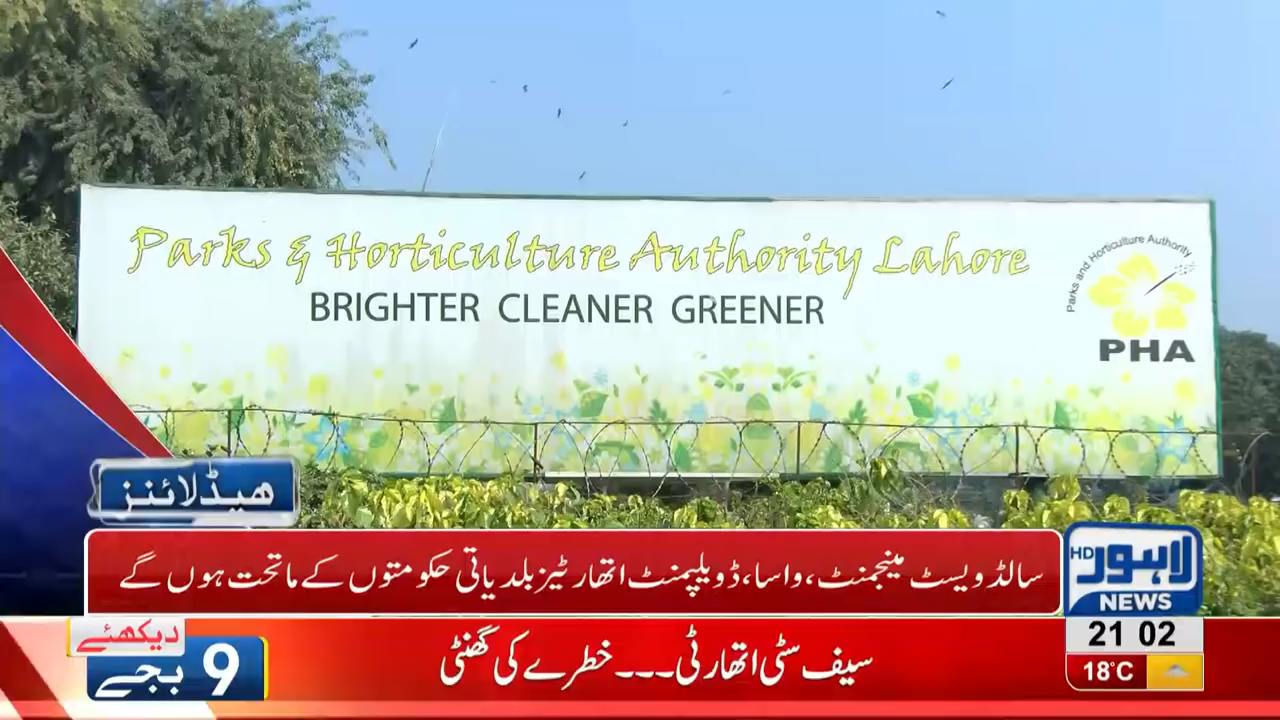 Parks & Horticulture Authority Lahore
BRIGHTER CLEANER GREENER
Parks and Horticulture Authority
PHA
ہیڈلائنز
سالڈ ویسٹ مینجمنٹ، واسا، ڈویلپمنٹ اتھارٹیز بلدیاتی حکومتوں کے ماتحت ہوں گے
HD لاہور
NEWS
دیکھئے
9 بجے
سیف سٹی اتھارٹی۔۔۔ خطرے کی گھنٹی
21 02
18°C